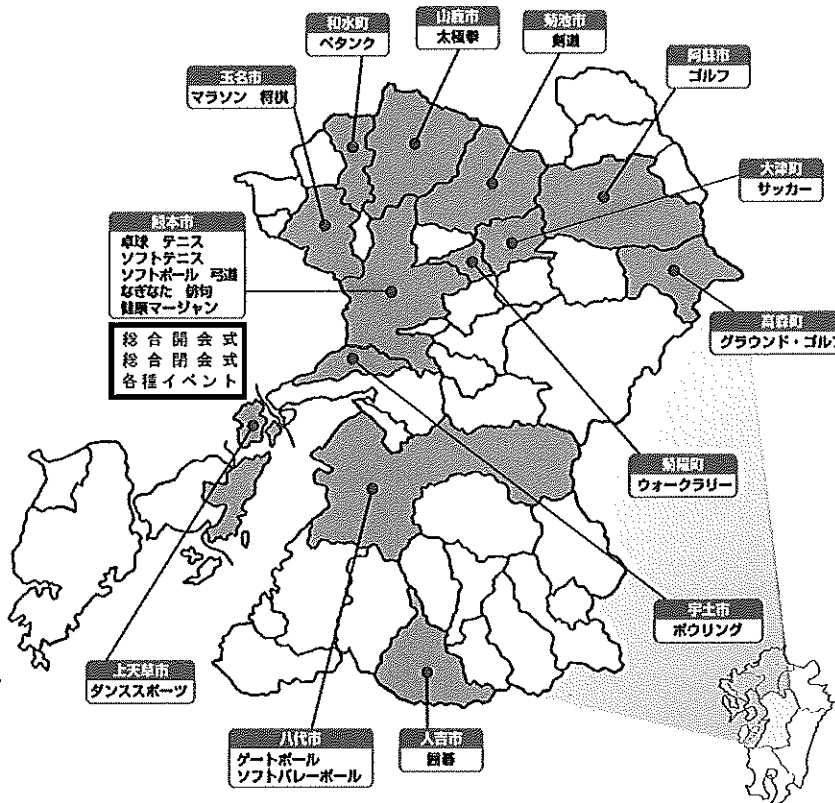 和水町
ペタンク
山鹿市
太極拳
菊池市
剣道
阿蘇市
ゴルフ
玉名市
マラソン 将棋
大津町
サッカー
熊本市
卓球 テニス
ソフトテニス
ソフトボール 弓道
なぎなた 俳句
健康マージャン
総合開会式
総合閉会式
各種イベント
高森町
グラウンド・ゴルフ
菊陽町
ウォークラリー
宇土市
ボウリング
上天草市
ダンススポーツ
八代市
ゲートボール
ソフトバレーボール
人吉市
囲碁